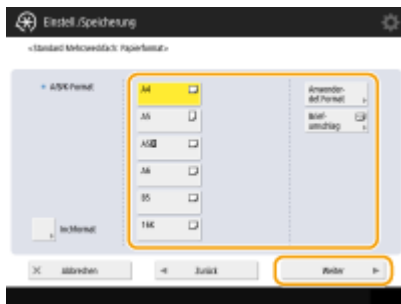 Einstell./Speicherung
<Standard Mehrzweckfach: Papierformat>
A/B/K-Format
A4
A5
A5R
A6
B5
16K
Anwender-
def.Format
Brief-
umschlag
Inchformat
Abbrechen
Zurück
Weiter